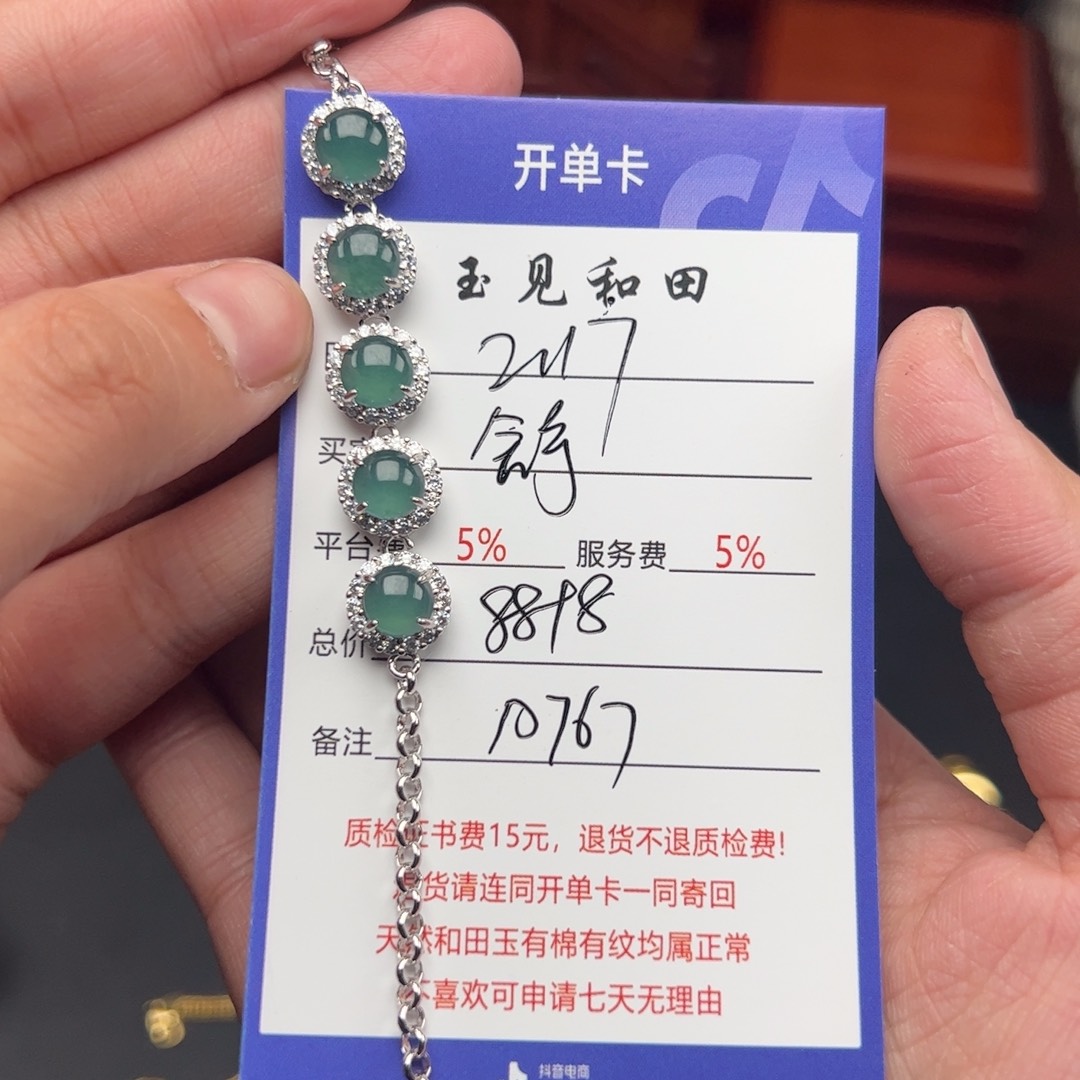 开单卡
玉见和田
2117
买
平台 5% 服务费 5%
总价 8898
备注 10767
质检证书费15元，退货不退质检费!
货请连同开单卡一同寄回
天然和田玉有棉有纹均属正常
不喜欢可申请七天无理由
抖音电商